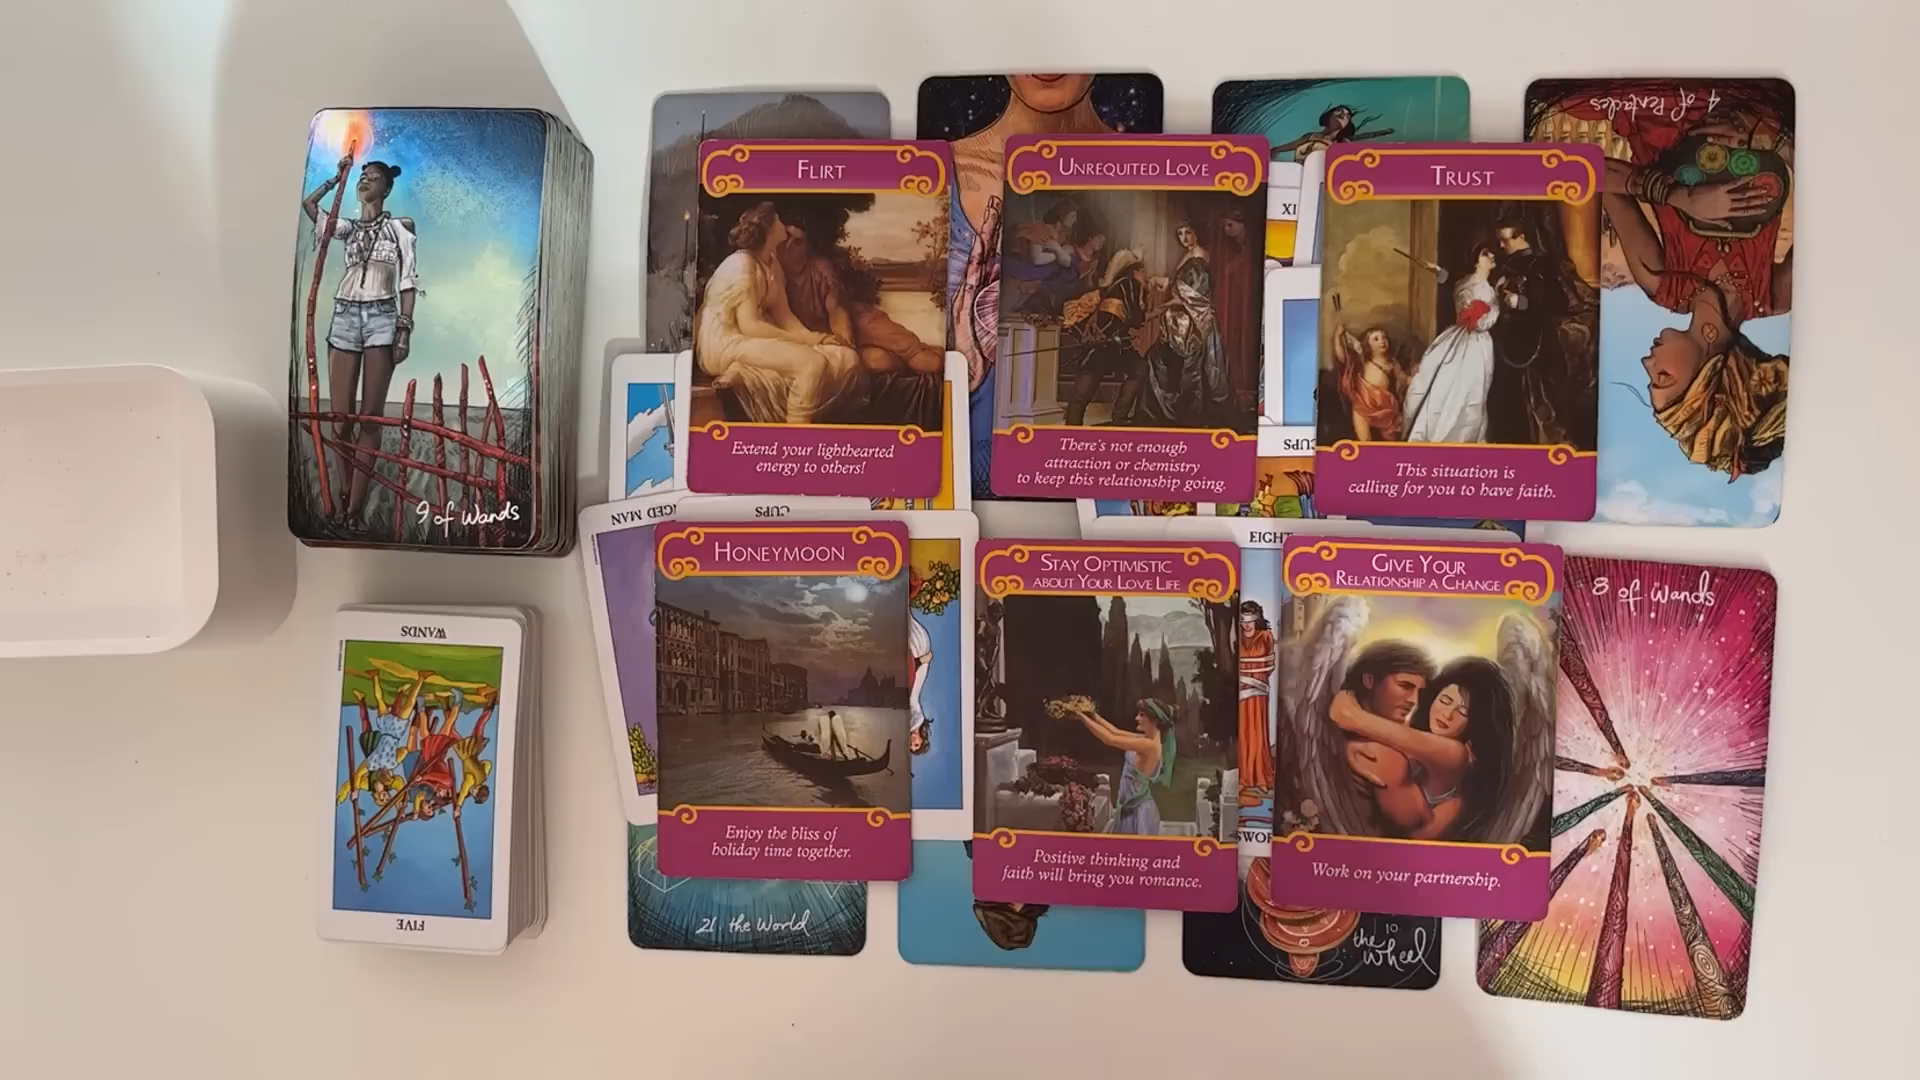 4 of Pentacles
FLIRT
UNREQUITED LOVE
TRUST
XI
Extend your lighthearted
energy to others!
There's not enough
attraction or chemistry
to keep this relationship going.
This situation is
calling for you to have faith.
CUPS
9 of Wands
GED MAN
CUPS
EIGHT
HONEYMOON
STAY OPTIMISTIC
ABOUT YOUR LOVE LIFE
GIVE YOUR
RELATIONSHIP A CHANGE
8 of Wands
WANDS
FIVE
SWOR
Enjoy the bliss of
holiday time together.
Positive thinking and
faith will bring you romance.
Work on your partnership.
21. the World
10
the Wheel